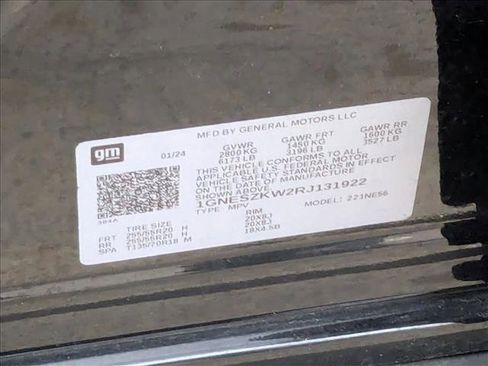 gm
MFD BY GENERAL MOTORS LLC
01/24 GVWR GAWR FRT GAWR RR
2800 KG 1450 KG 1600 KG
6173 LB 3196 LB 3527 LB
THIS VEHICLE CONFORMS TO ALL
APPLICABLE U.S. FEDERAL MOTOR
VEHICLE SAFETY STANDARDS IN EFFECT
ON THE DATE OF MANUFACTURE
SHOWN ABOVE
1GNESZKW2RJ131922
TYPE MPV MODEL: 221NE56
TIRE SIZE RIM
FRT 255/55R20 H 20X8J
RR 255/55R20 H 20X8J
SPA T135/70R18 M 18X4.5B